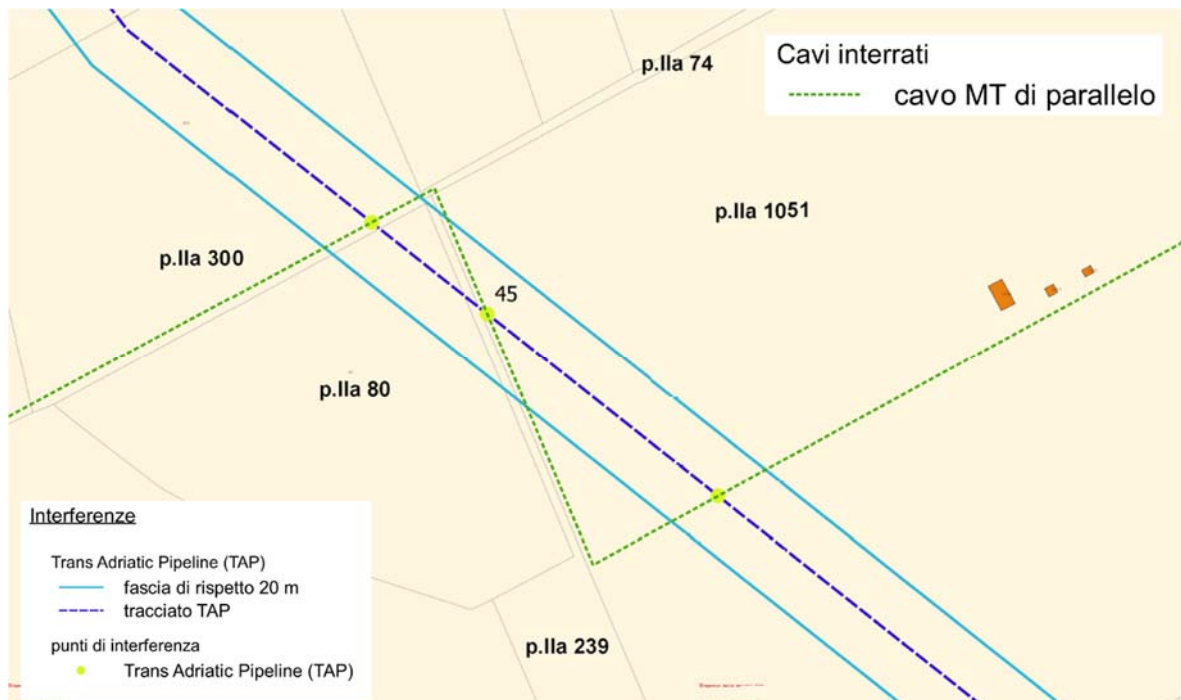 p.lla 74
Cavi interrati
cavo MT di parallelo
p.lla 1051
p.lla 300
45
p.lla 80
Interferenze
Trans Adriatic Pipeline (TAP)
fascia di rispetto 20 m
tracciato TAP
punti di interferenza
Trans Adriatic Pipeline (TAP)
p.lla 239